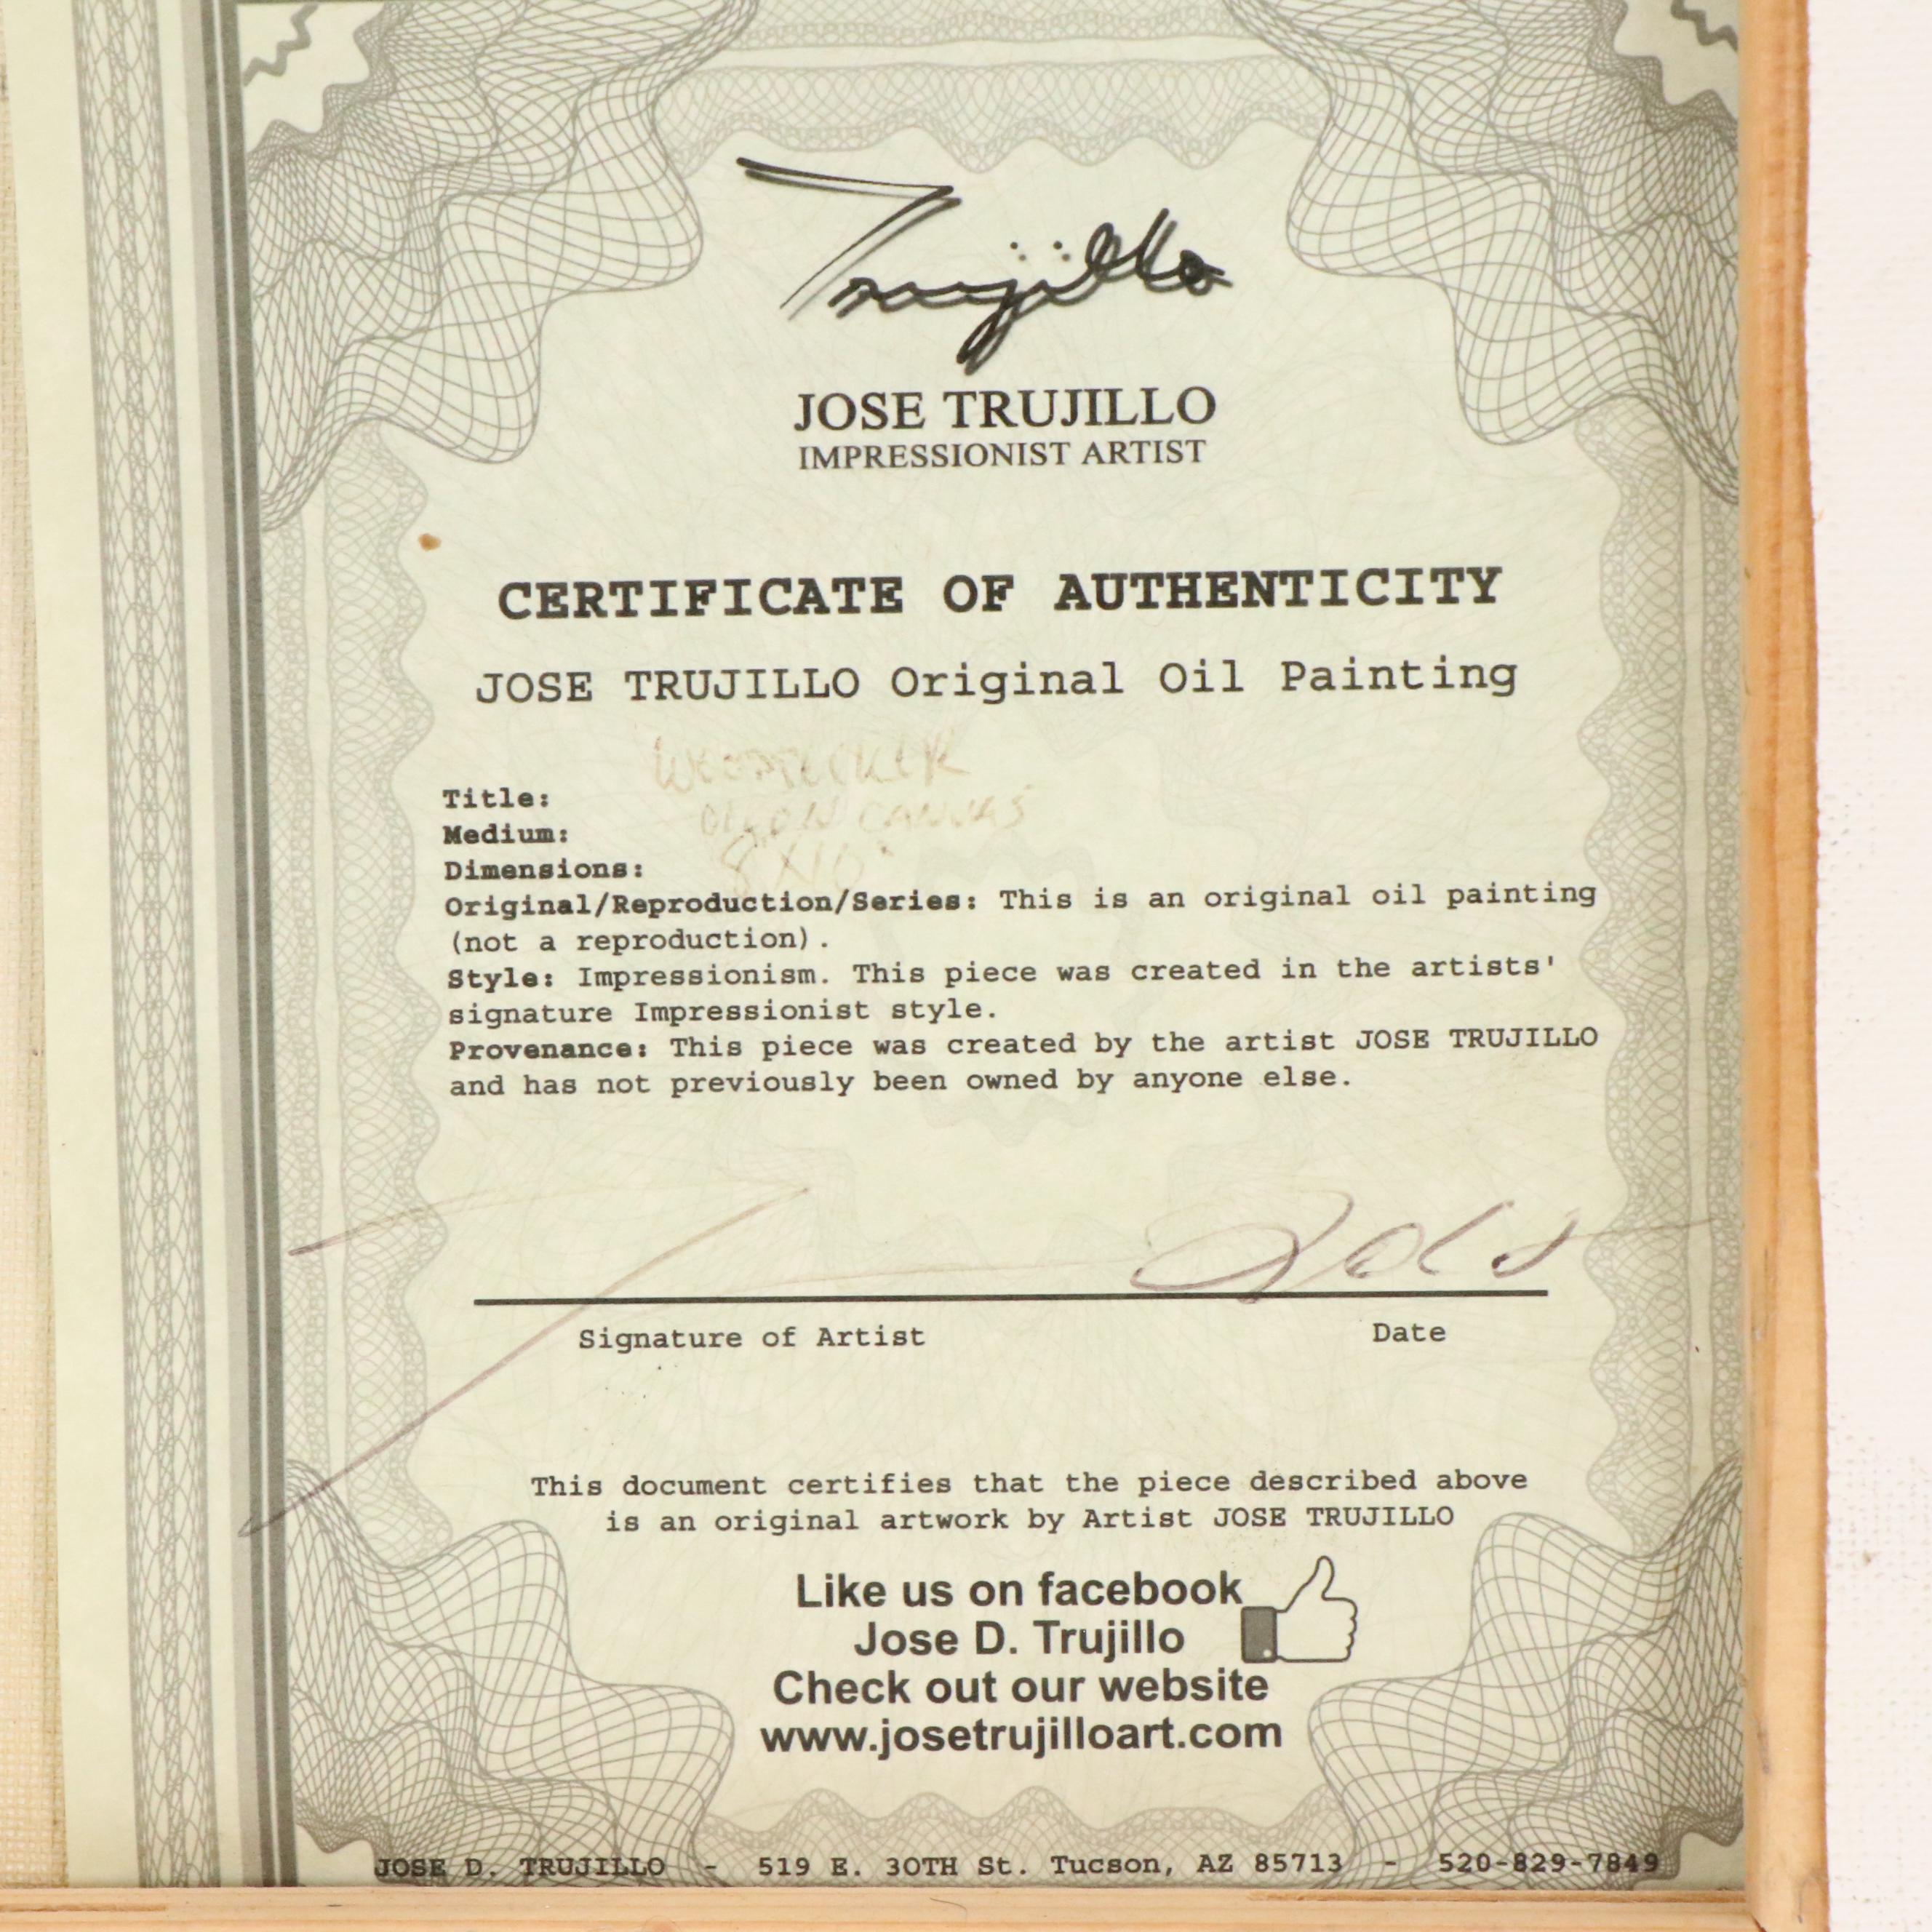 Trujillo
JOSE TRUJILLO
IMPRESSIONIST ARTIST
CERTIFICATE OF AUTHENTICITY
JOSE TRUJILLO Original Oil Painting
WOODPECKER
Title:
OIL ON CANVAS
Medium:
8X10
Dimensions:
Original/Reproduction/Series: This is an original oil painting
(not a reproduction).
Style: Impressionism. This piece was created in the artists'
signature Impressionist style.
Provenance: This piece was created by the artist JOSE TRUJILLO
and has not previously been owned by anyone else.
Signature of Artist Date
This document certifies that the piece described above
is an original artwork by Artist JOSE TRUJILLO
Like us on facebook
Jose D. Trujillo
Check out our website
www.josetrujilloart.com
JOSE D. TRUJILLO - 519 E. 30TH St. Tucson, AZ 85713 - 520-829-7849